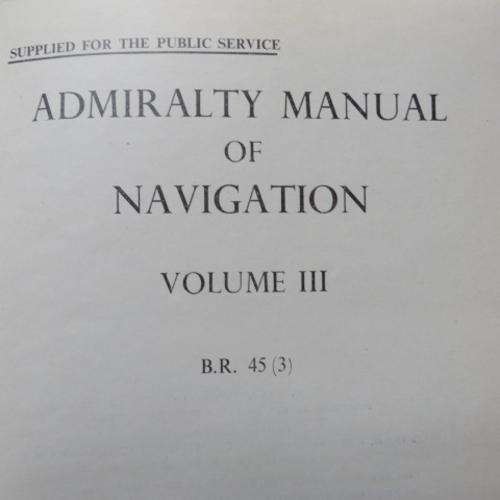 SUPPLIED FOR THE PUBLIC SERVICE
ADMIRALTY MANUAL
OF
NAVIGATION
VOLUME III
B.R. 45 (3)